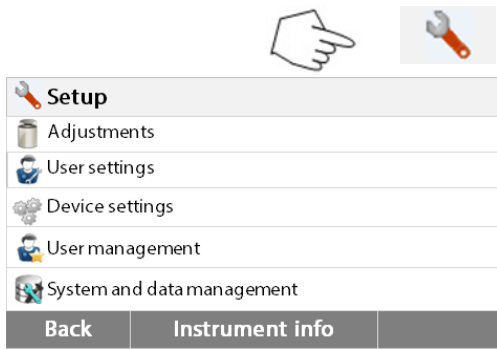 Setup
Adjustments
User settings
Device settings
User management
System and data management
Back Instrument info